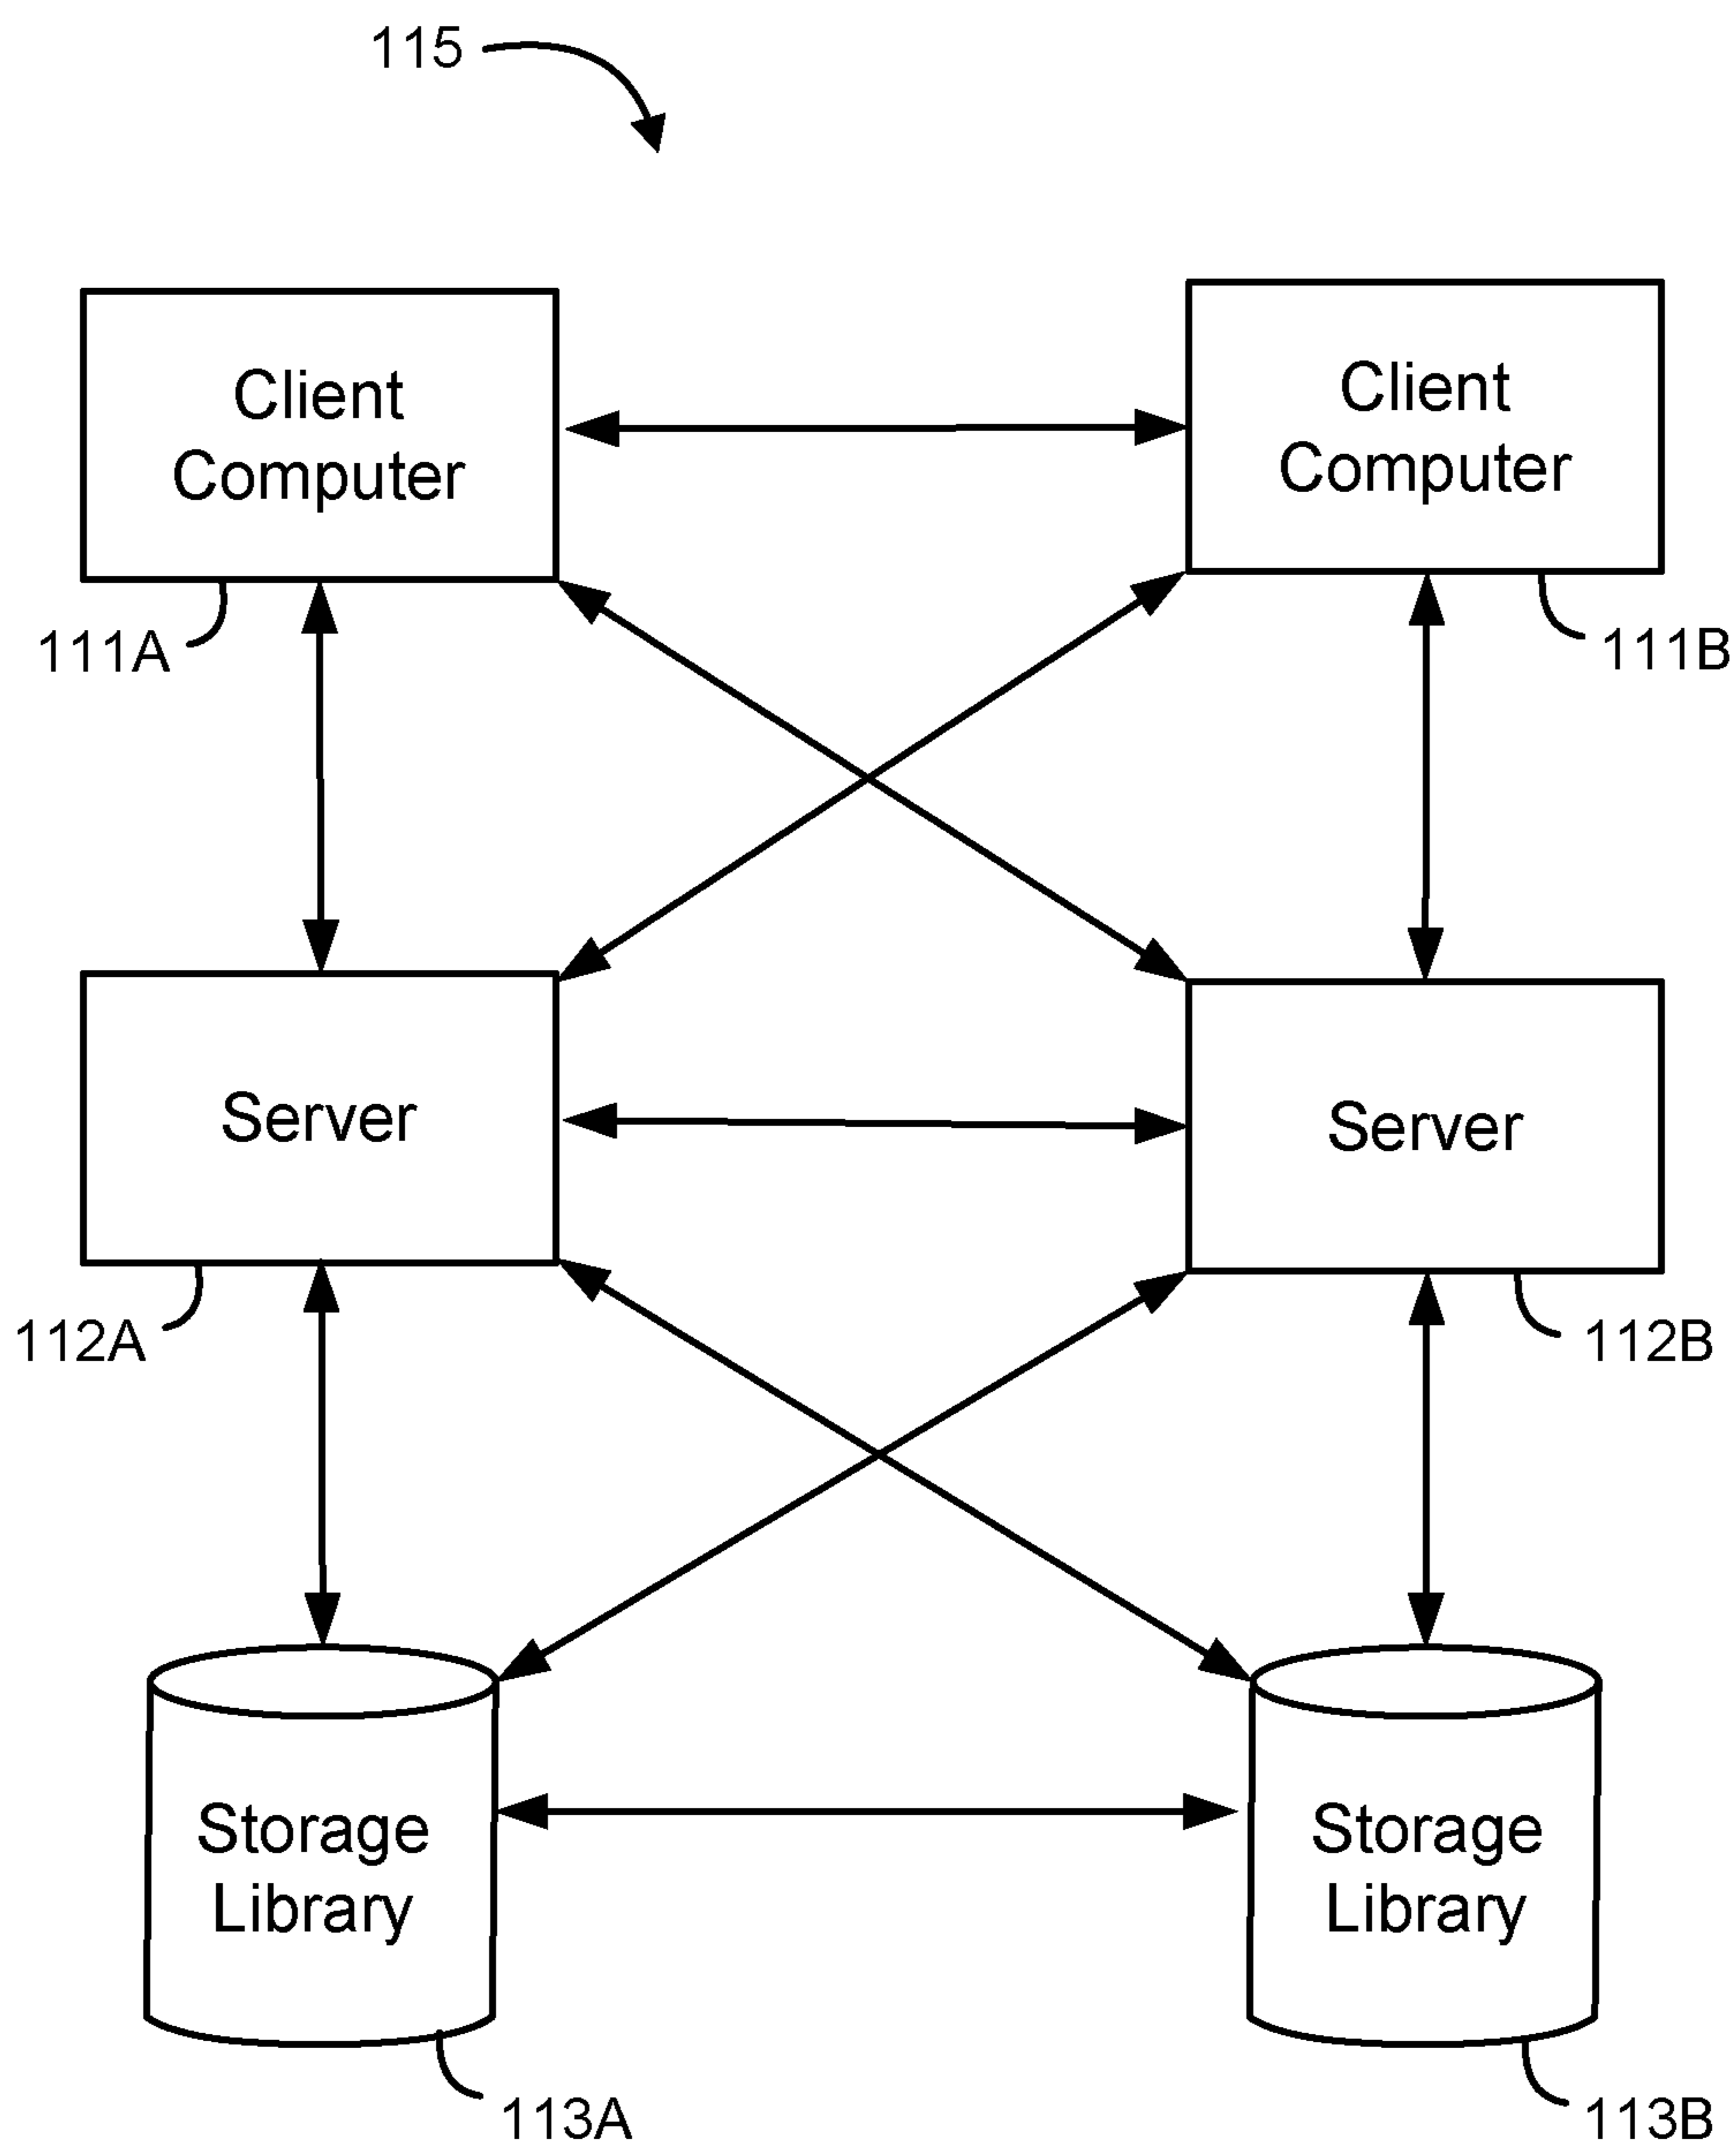 115
Client
Computer
Client
Computer
111A
111B
Server
Server
112A
112B
Storage
Library
Storage
Library
113A
113B